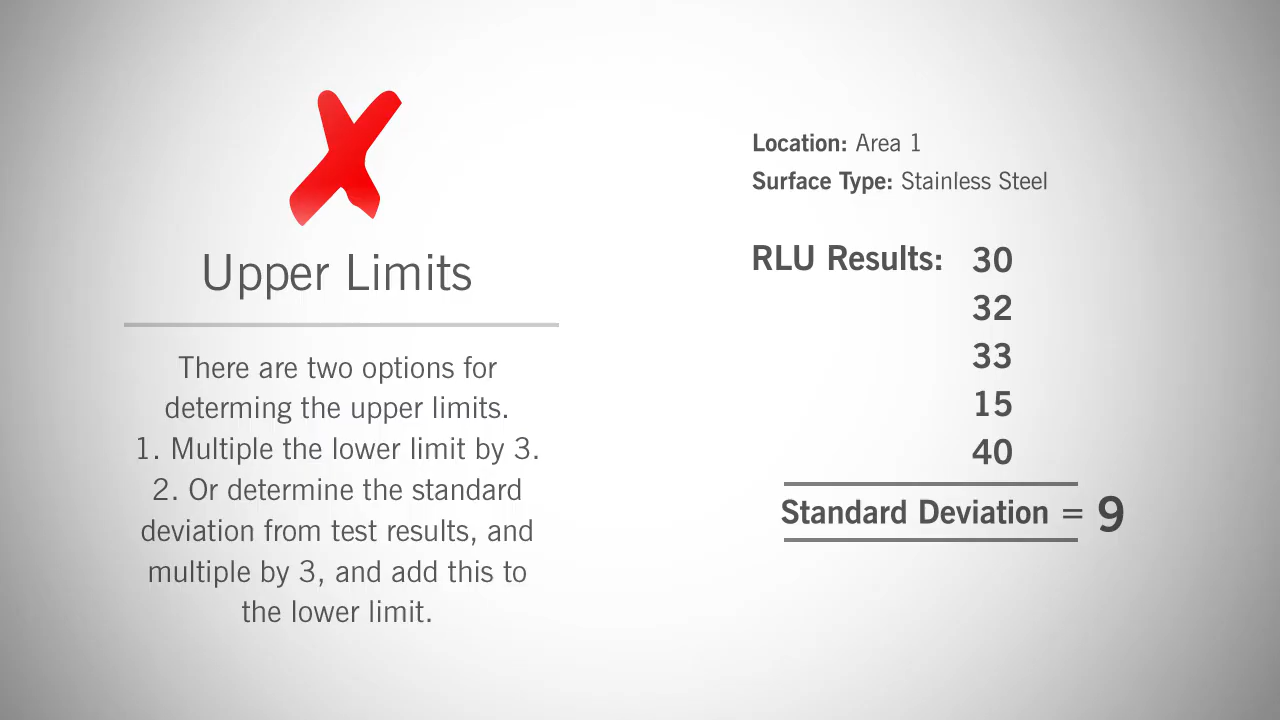 Upper Limits
There are two options for
determing the upper limits.
1. Multiple the lower limit by 3.
2. Or determine the standard
deviation from test results, and
multiple by 3, and add this to
the lower limit.
Location: Area 1
Surface Type: Stainless Steel
RLU Results: 30
32
33
15
40
Standard Deviation = 9